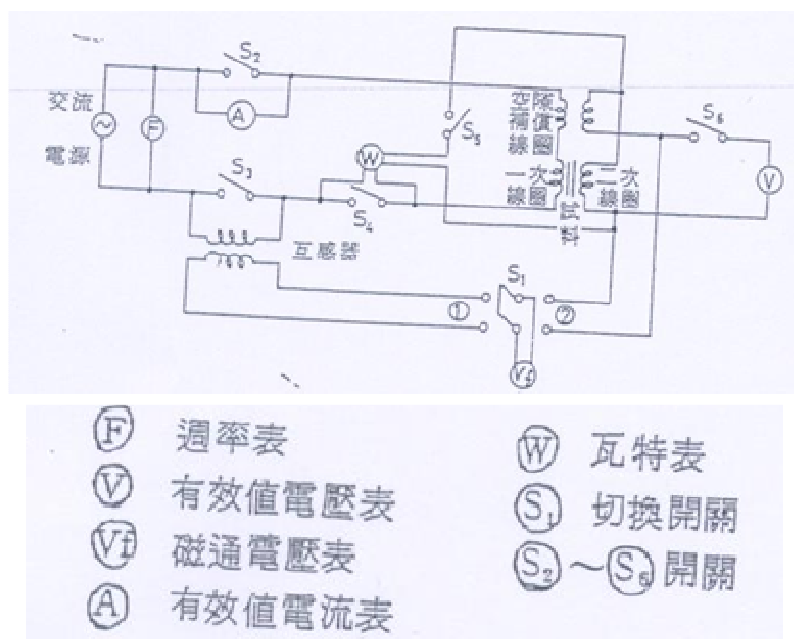 S2
交流
電源
F
A
空隙
補償
線圈
S5
S6
W
S3
S4
一次
線圈
二次
線圈
V
試料
互感器
S1
①
②
Vf
F 週率表
V 有效值電壓表
Vf 磁通電壓表
A 有效值電流表
W 瓦特表
S1 切換開關
S2～S6 開關